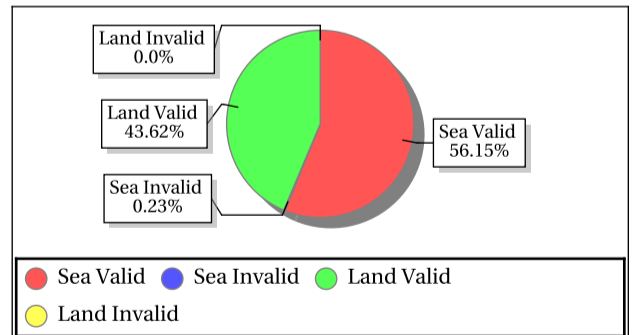 Land Invalid
0.0%
Land Valid
43.62%
Sea Valid
56.15%
Sea Invalid
0.23%
Sea Valid
Sea Invalid
Land Valid
Land Invalid